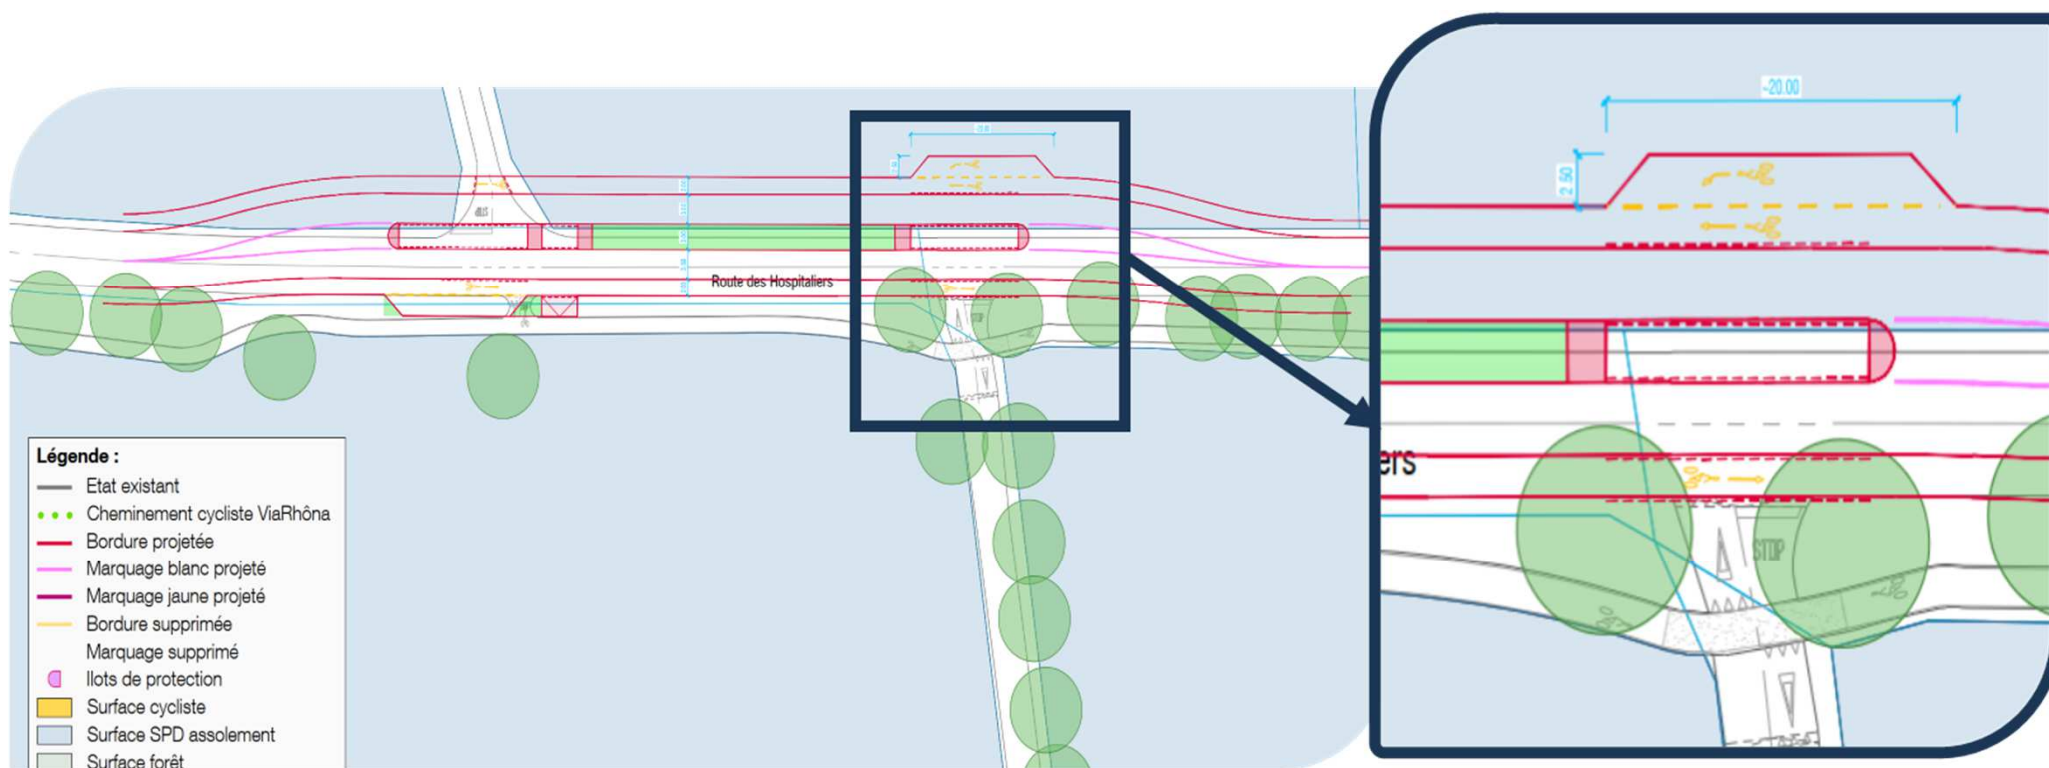 ~20.00
2.50
Route des Hospitaliers
ers
STOP
Légende :
Etat existant
Cheminement cycliste ViaRhôna
Bordure projetée
Marquage blanc projeté
Marquage jaune projeté
Bordure supprimée
Marquage supprimé
Ilots de protection
Surface cycliste
Surface SPD assolement
Surface forêt